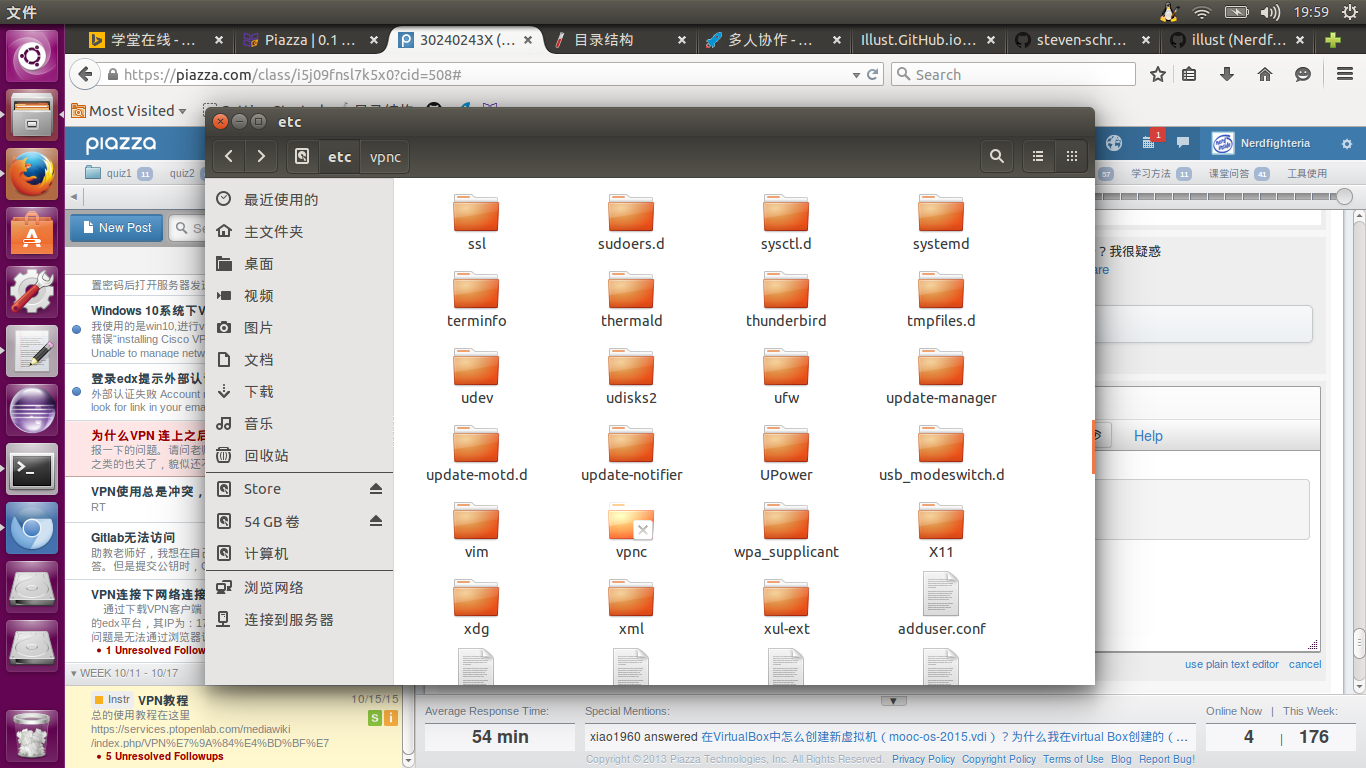 文件
19:59
学堂在线 - ...
Piazza | 0.1 ...
30240243X (...
目录结构
多人协作 - ...
Illust.GitHub.io...
steven-schr...
illust (Nerdf...
https://piazza.com/class/i5j09fnsl7k5x0?cid=508#
Search
Most Visited
etc
piazza
etc
vpnc
1
Nerdfighteria
quiz1 11
quiz2
57
学习方法 11
课堂问答 41
工具使用
New Post
最近使用的
主文件夹
桌面
视频
图片
文档
下载
音乐
回收站
Store
54 GB 卷
计算机
浏览网络
连接到服务器
ssl
sudoers.d
sysctl.d
systemd
terminfo
thermald
thunderbird
tmpfiles.d
udev
udisks2
ufw
update-manager
update-motd.d
update-notifier
UPower
usb_modeswitch.d
vim
vpnc
wpa_supplicant
X11
xdg
xml
xul-ext
adduser.conf
？我很疑惑
are
Help
use plain text editor
cancel
置密码后打开服务器发送
Windows 10系统下V
我使用的是win10,进行v
错误“installing Cisco VP
Unable to manage netw
登录edx提示外部认
外部认证失败 Account
look for link in your ema
为什么VPN 连上之后
报一下的问题。请问老师
之类的也关了，貌似还不
VPN使用总是冲突，
RT
Gitlab无法访问
助教老师好，我想在自己
答。但是提交公钥时，G
VPN连接下网络连接
通过下载VPN客户端
的edx平台，其IP为：17
问题是无法通过浏览器访
1 Unresolved Followup
WEEK 10/11 - 10/17
Instr VPN教程 10/15/15
总的使用教程在这里
https://services.ptopenlab.com/mediawiki
/index.php/VPN%E7%9A%84%E4%BD%BF%E7
5 Unresolved Followups
s i
Average Response Time:
54 min
Special Mentions:
xiao1960 answered 在VirtualBox中怎么创建新虚拟机（mooc-os-2015.vdi）？为什么我在virtual Box创建的（...
Online Now | This Week:
4 | 176
Copyright © 2013 Piazza Technologies, Inc. All Rights Reserved. Privacy Policy Copyright Policy Terms of Use Blog Report Bug!